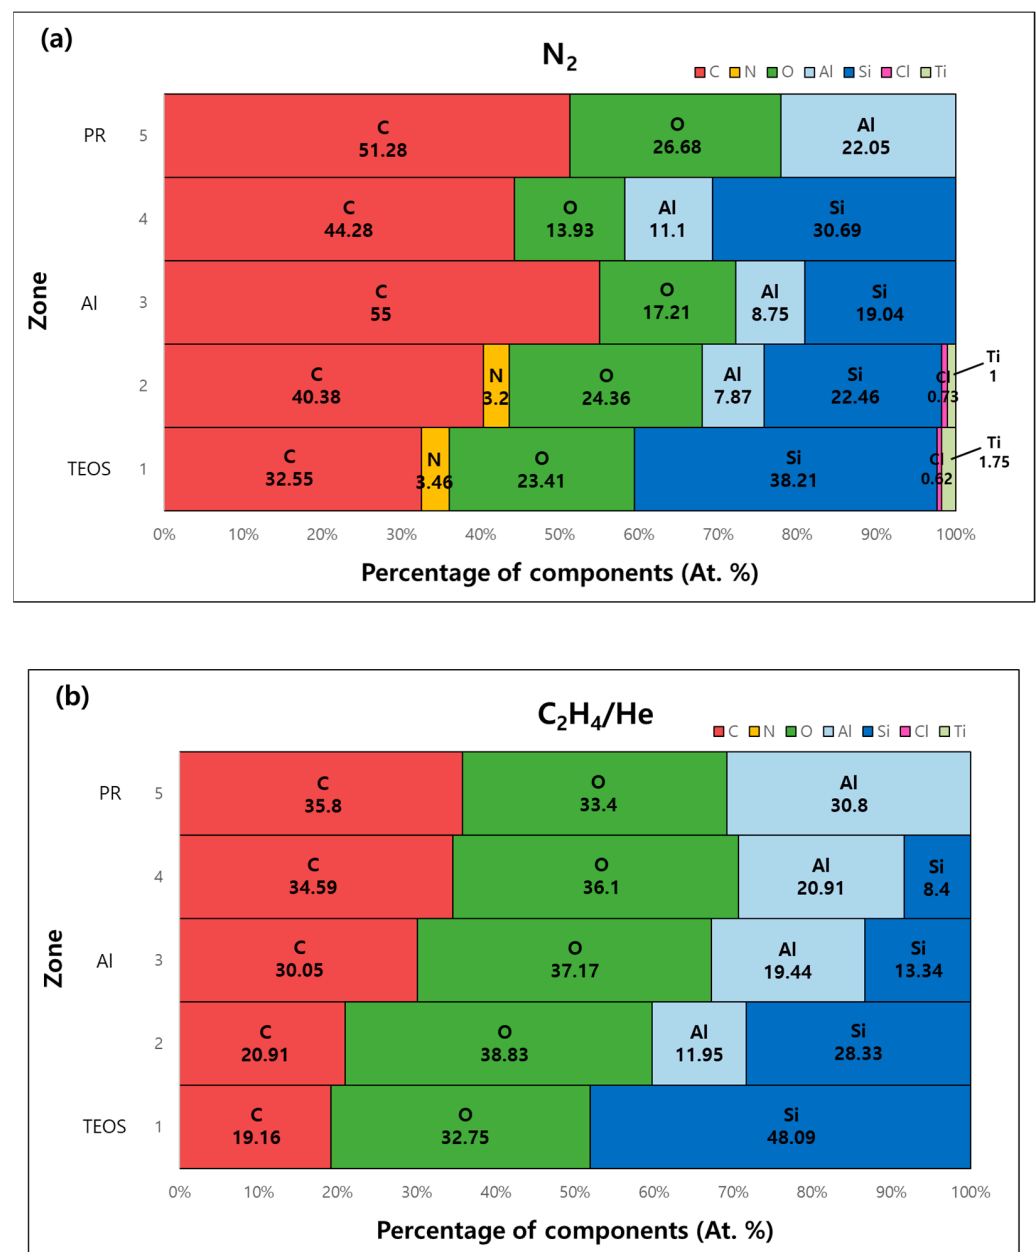 (a)
N₂
C N O Al Si Cl Ti
PR 5
C 51.28
O 26.68
Al 22.05
4
C 44.28
O 13.93
Al 11.1
Si 30.69
Zone
Al 3
C 55
O 17.21
Al 8.75
Si 19.04
2
C 40.38
N 3.2
O 24.36
Al 7.87
Si 22.46
Cl 0.73
Ti 1
TEOS 1
C 32.55
N 3.46
O 23.41
Si 38.21
Cl 0.62
Ti 1.75
0% 10% 20% 30% 40% 50% 60% 70% 80% 90% 100%
Percentage of components (At. %)
(b)
C₂H₄/He
C N O Al Si Cl Ti
PR 5
C 35.8
O 33.4
Al 30.8
4
C 34.59
O 36.1
Al 20.91
Si 8.4
Zone
Al 3
C 30.05
O 37.17
Al 19.44
Si 13.34
2
C 20.91
O 38.83
Al 11.95
Si 28.33
TEOS 1
C 19.16
O 32.75
Si 48.09
0% 10% 20% 30% 40% 50% 60% 70% 80% 90% 100%
Percentage of components (At. %)